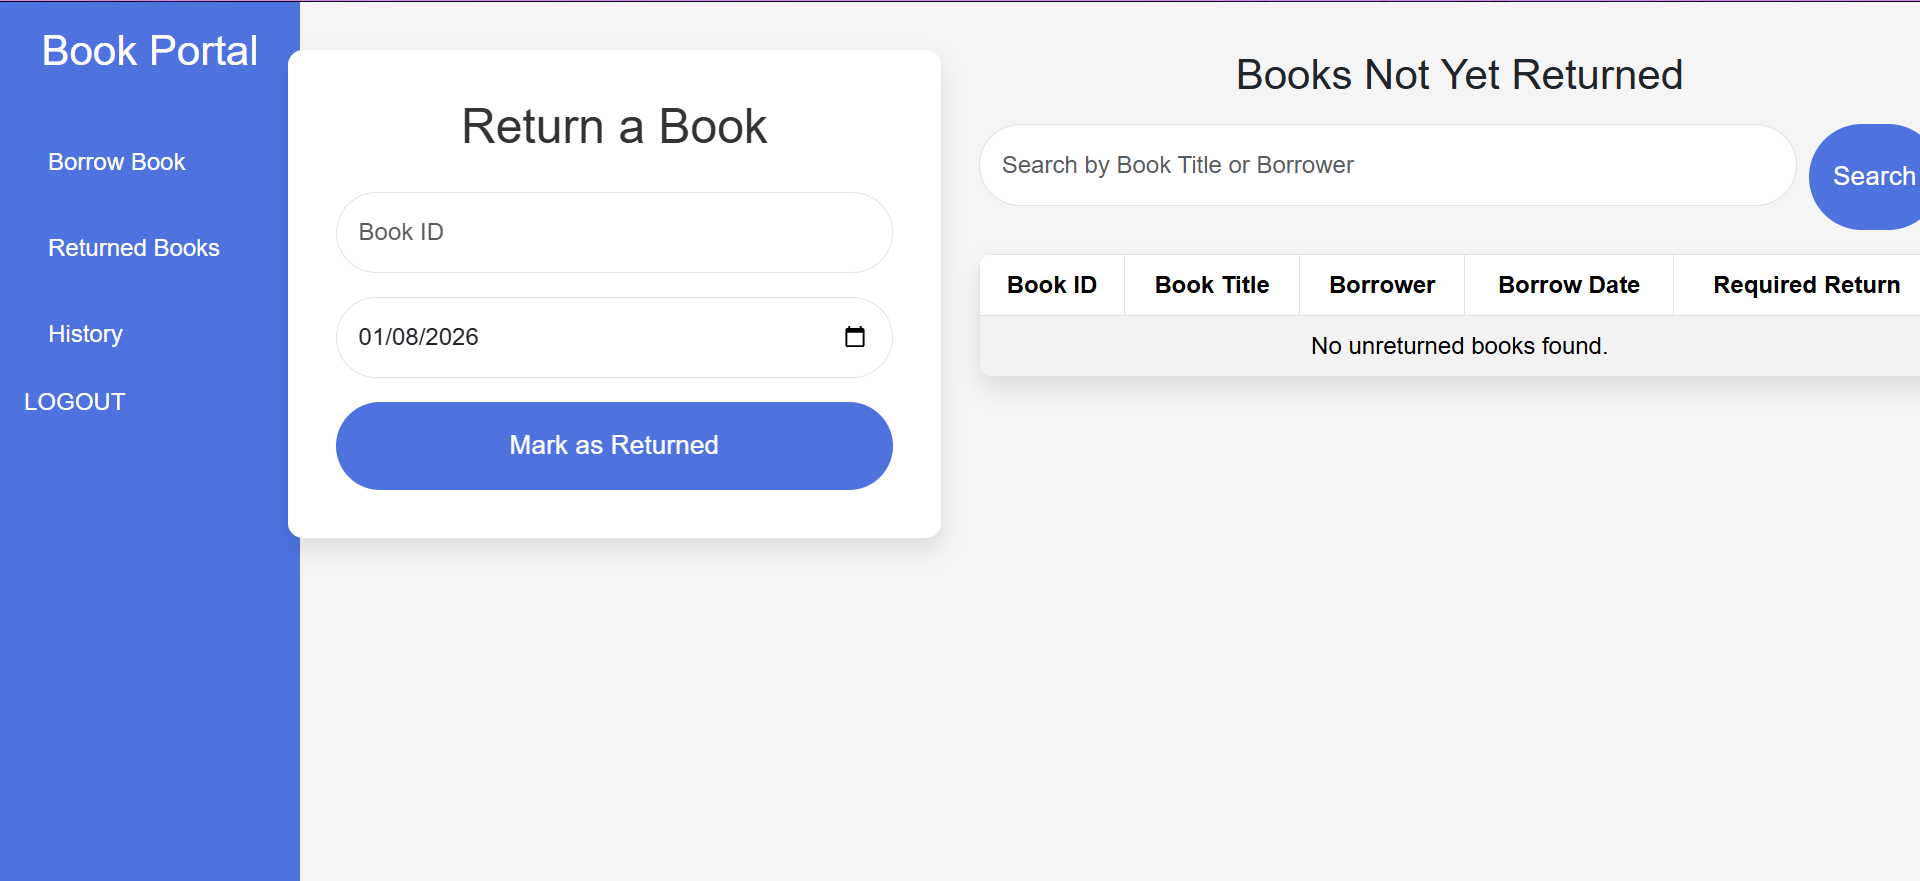 Book Portal
Borrow Book
Returned Books
History
LOGOUT
Return a Book
Book ID
01/08/2026
Mark as Returned
Books Not Yet Returned
Search by Book Title or Borrower
Search
Book ID Book Title Borrower Borrow Date Required Return
No unreturned books found.